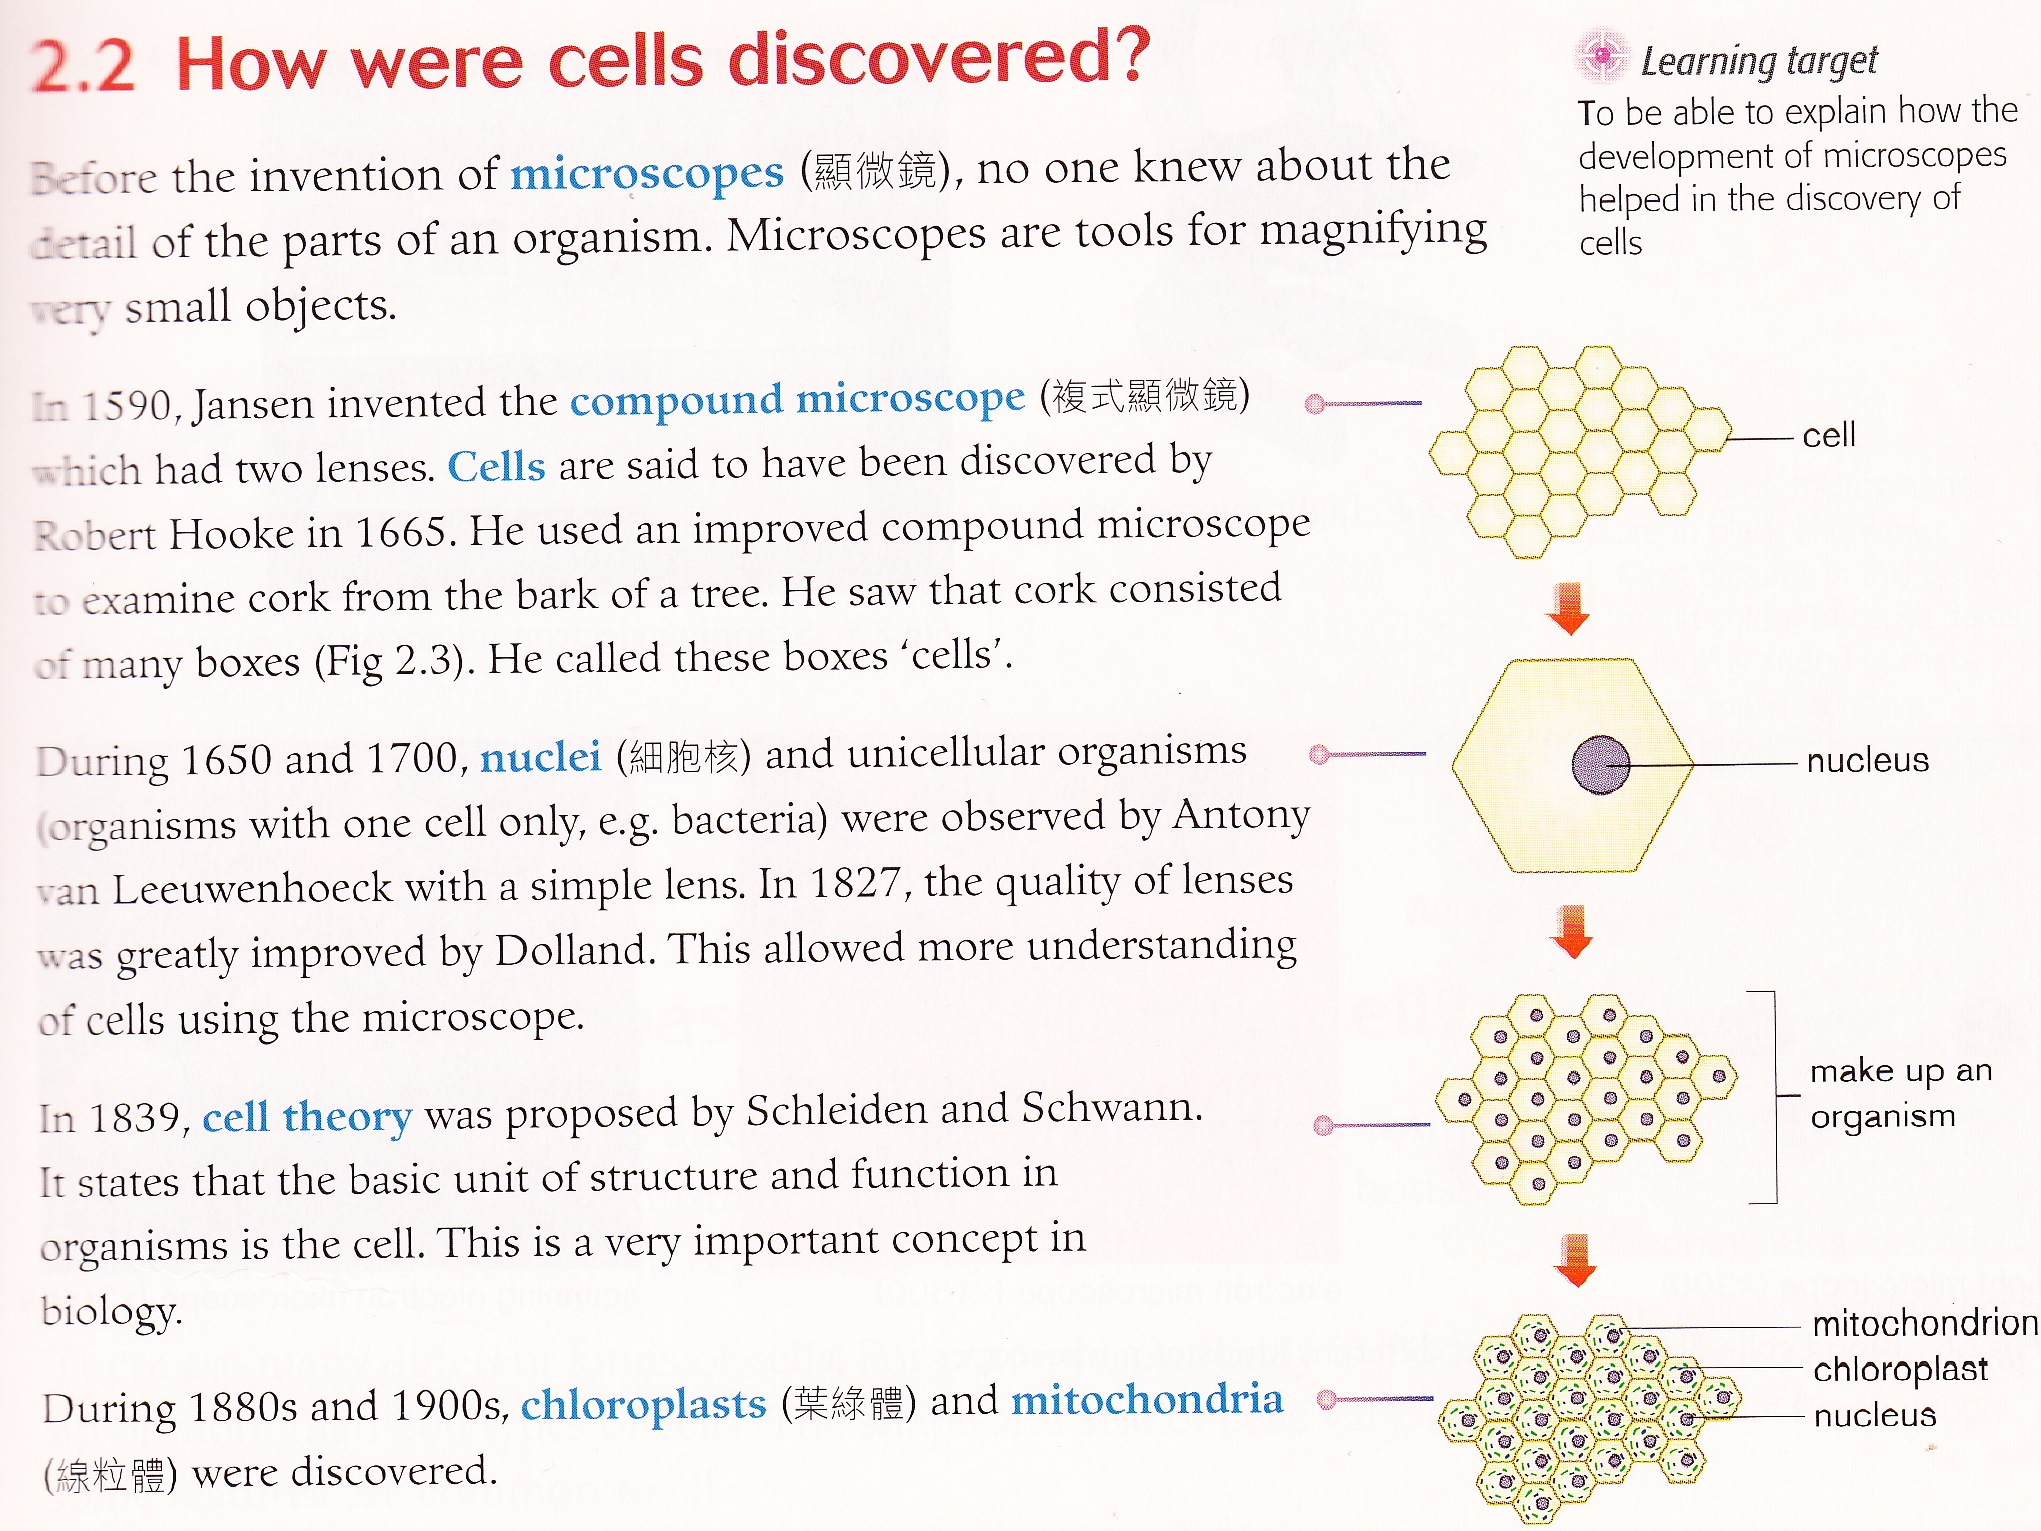 2.2 How were cells discovered?
Learning target
To be able to explain how the
development of microscopes
helped in the discovery of
cells
Before the invention of microscopes (顯微鏡), no one knew about the
detail of the parts of an organism. Microscopes are tools for magnifying
very small objects.
In 1590, Jansen invented the compound microscope (複式顯微鏡)
which had two lenses. Cells are said to have been discovered by
Robert Hooke in 1665. He used an improved compound microscope
to examine cork from the bark of a tree. He saw that cork consisted
of many boxes (Fig 2.3). He called these boxes ‘cells’.
cell
During 1650 and 1700, nuclei (細胞核) and unicellular organisms
(organisms with one cell only, e.g. bacteria) were observed by Antony
van Leeuwenhoeck with a simple lens. In 1827, the quality of lenses
was greatly improved by Dolland. This allowed more understanding
of cells using the microscope.
nucleus
In 1839, cell theory was proposed by Schleiden and Schwann.
It states that the basic unit of structure and function in
organisms is the cell. This is a very important concept in
biology.
make up an
organism
During 1880s and 1900s, chloroplasts (葉綠體) and mitochondria
(線粒體) were discovered.
mitochondrion
chloroplast
nucleus